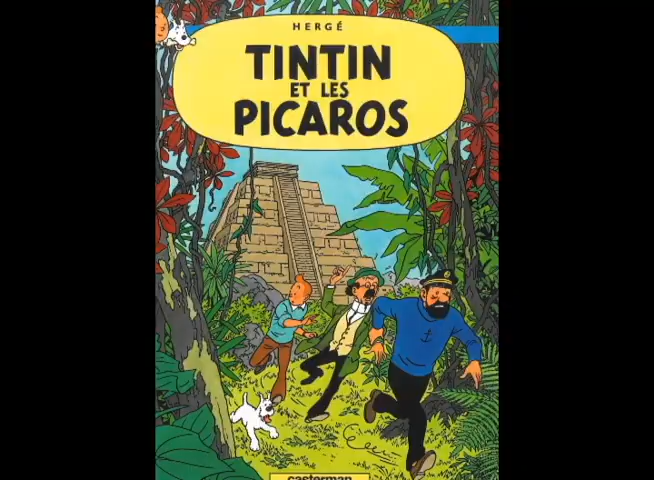 HERGÉ
TINTIN
ET LES
PICAROS
casterman